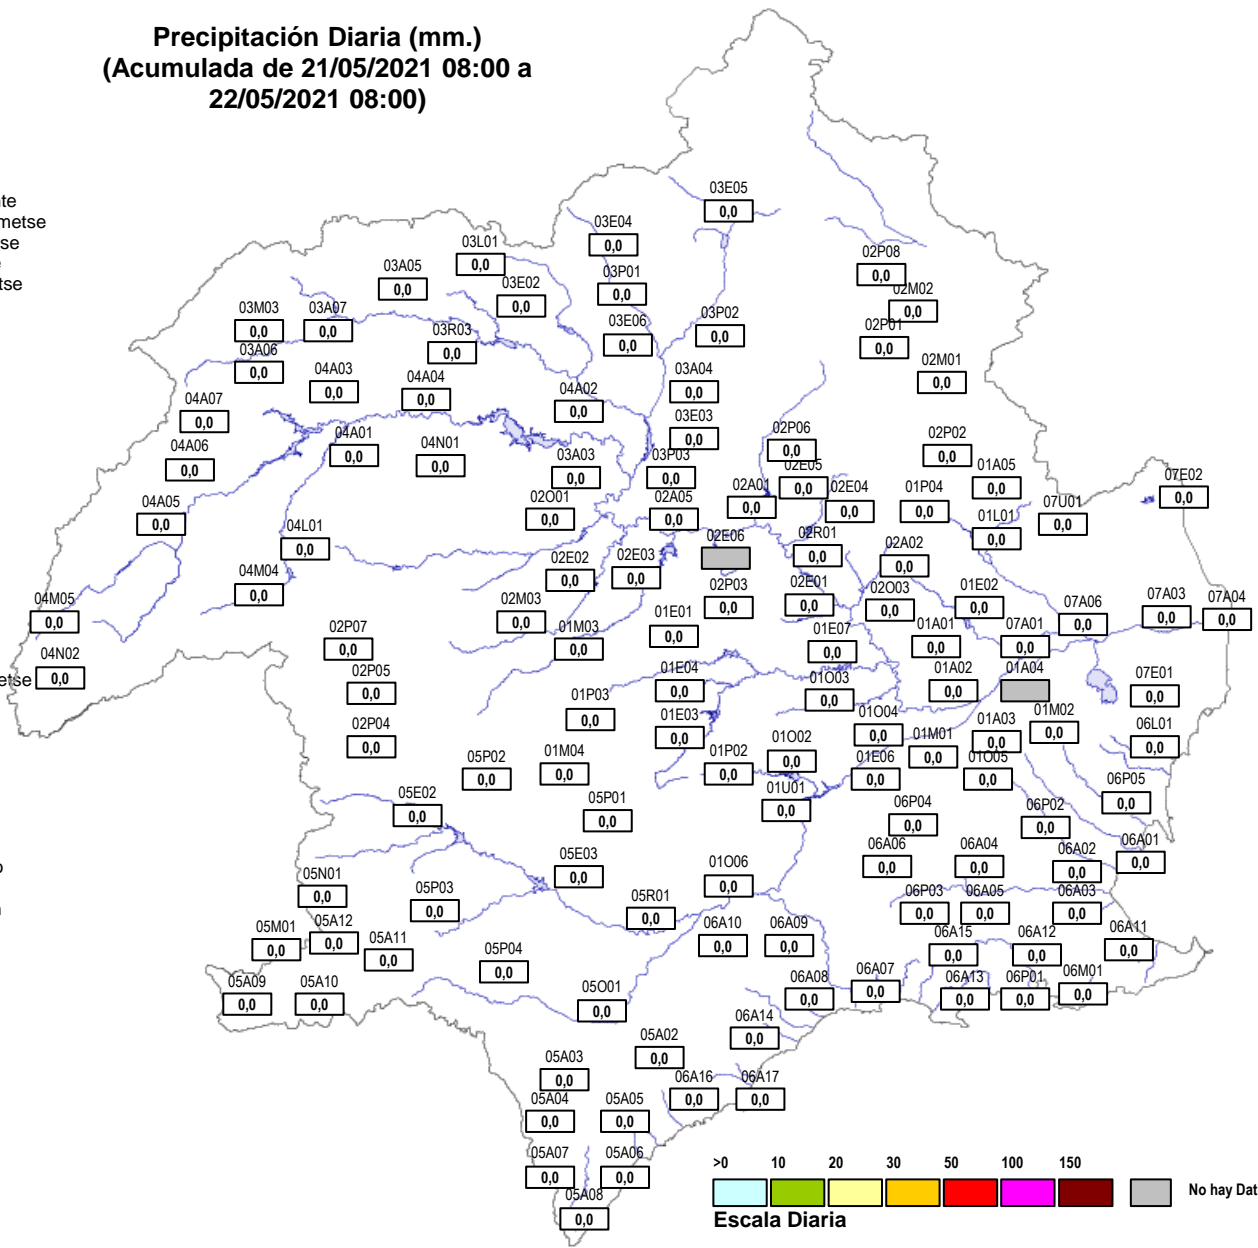 Precipitación Diaria (mm.)
(Acumulada de 21/05/2021 08:00 a
22/05/2021 08:00)
03E05
0,0
03E04
0,0
03L01
0,0
03A05
0,0
03P01
0,0
03E02
0,0
02P08
0,0
02M02
0,0
03M03
0,0
03A07
0,0
03R03
0,0
03E06
0,0
03P02
0,0
02P01
0,0
03A06
0,0
04A03
0,0
04A04
0,0
04A02
0,0
03A04
0,0
02M01
0,0
04A07
0,0
03E03
0,0
04A06
0,0
04A01
0,0
04N01
0,0
03A03
0,0
03P03
0,0
02P06
0,0
02E05
0,0
02P02
0,0
01A05
0,0
07E02
0,0
04A05
0,0
02O01
0,0
02A05
0,0
02A01
0,0
02E04
0,0
01P04
0,0
07U01
0,0
04L01
0,0
01L01
0,0
02E06
02R01
0,0
02A02
0,0
02E02
0,0
02E03
0,0
04M04
0,0
04M05
0,0
02M03
0,0
02P03
0,0
02E01
0,0
02O03
0,0
01E02
0,0
07A06
0,0
07A03
0,0
07A04
0,0
02P07
0,0
01M03
0,0
01E01
0,0
01E07
0,0
01A01
0,0
07A01
0,0
04N02
0,0
02P05
0,0
01E04
0,0
01O03
0,0
01A02
0,0
01A04
07E01
0,0
01P03
0,0
01E03
0,0
01O04
0,0
01A03
0,0
01M02
0,0
06L01
0,0
02P04
0,0
05P02
0,0
01M04
0,0
01P02
0,0
01O02
0,0
01M01
0,0
01E06
0,0
01O05
0,0
05E02
0,0
05P01
0,0
01U01
0,0
06P04
0,0
06P02
0,0
06P05
0,0
05E03
0,0
01O06
0,0
06A06
0,0
06A04
0,0
06A02
0,0
06A01
0,0
05N01
0,0
05P03
0,0
05R01
0,0
06P03
0,0
06A05
0,0
06A03
0,0
05M01
0,0
05A12
0,0
05A11
0,0
05P04
0,0
06A10
0,0
06A09
0,0
06A15
0,0
06A12
0,0
06A11
0,0
05A09
0,0
05A10
0,0
05O01
0,0
06A08
0,0
06A07
0,0
06A13
0,0
06P01
0,0
06M01
0,0
06A14
0,0
05A02
0,0
05A03
0,0
06A16
0,0
06A17
0,0
05A04
0,0
05A05
0,0
05A07
0,0
05A06
0,0
05A08
0,0
>0 10 20 30 50 100 150
No hay Dat
Escala Diaria